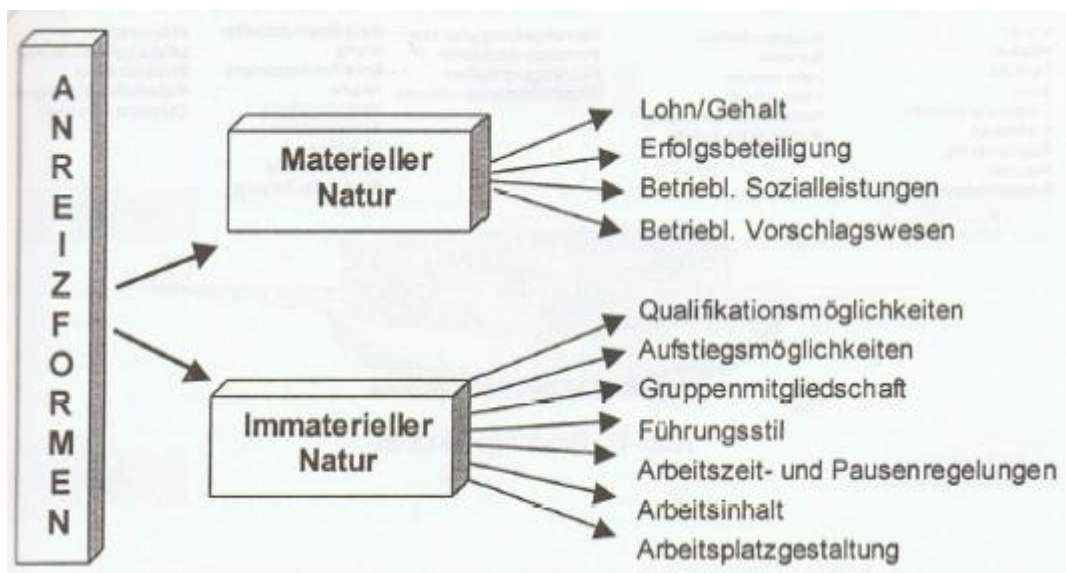 ANREIZFORMEN
Materieller
Natur
Lohn/Gehalt
Erfolgsbeteiligung
Betriebl. Sozialleistungen
Betriebl. Vorschlagswesen
Immaterieller
Natur
Qualifikationsmöglichkeiten
Aufstiegsmöglichkeiten
Gruppenmitgliedschaft
Führungsstil
Arbeitszeit- und Pausenregelungen
Arbeitsinhalt
Arbeitsplatzgestaltung